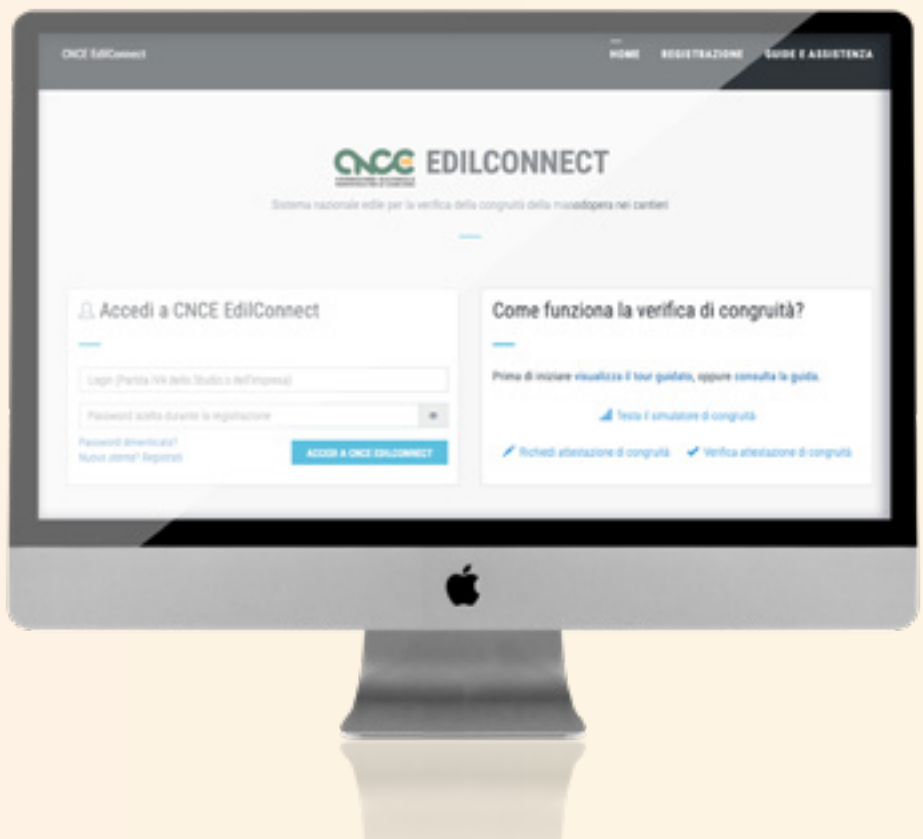 CNCE EdilConnect
HOME REGISTRAZIONE GUIDE E ASSISTENZA
CNCE EDILCONNECT
Sistema nazionale edile per la verifica della congruità della manodopera nei cantieri
Accedi a CNCE EdilConnect
Login (Partita IVA dello Studio o dell'Impresa)
Password scelta durante la registrazione
Password dimenticata?
Nuovo utente? Registrati
ACCEDI A CNCE EDILCONNECT
Come funziona la verifica di congruità?
Prima di iniziare visualizza il tour guidato, oppure consulta la guida.
Testa il simulatore di congruità
Richiedi attestazione di congruità Verifica attestazione di congruità